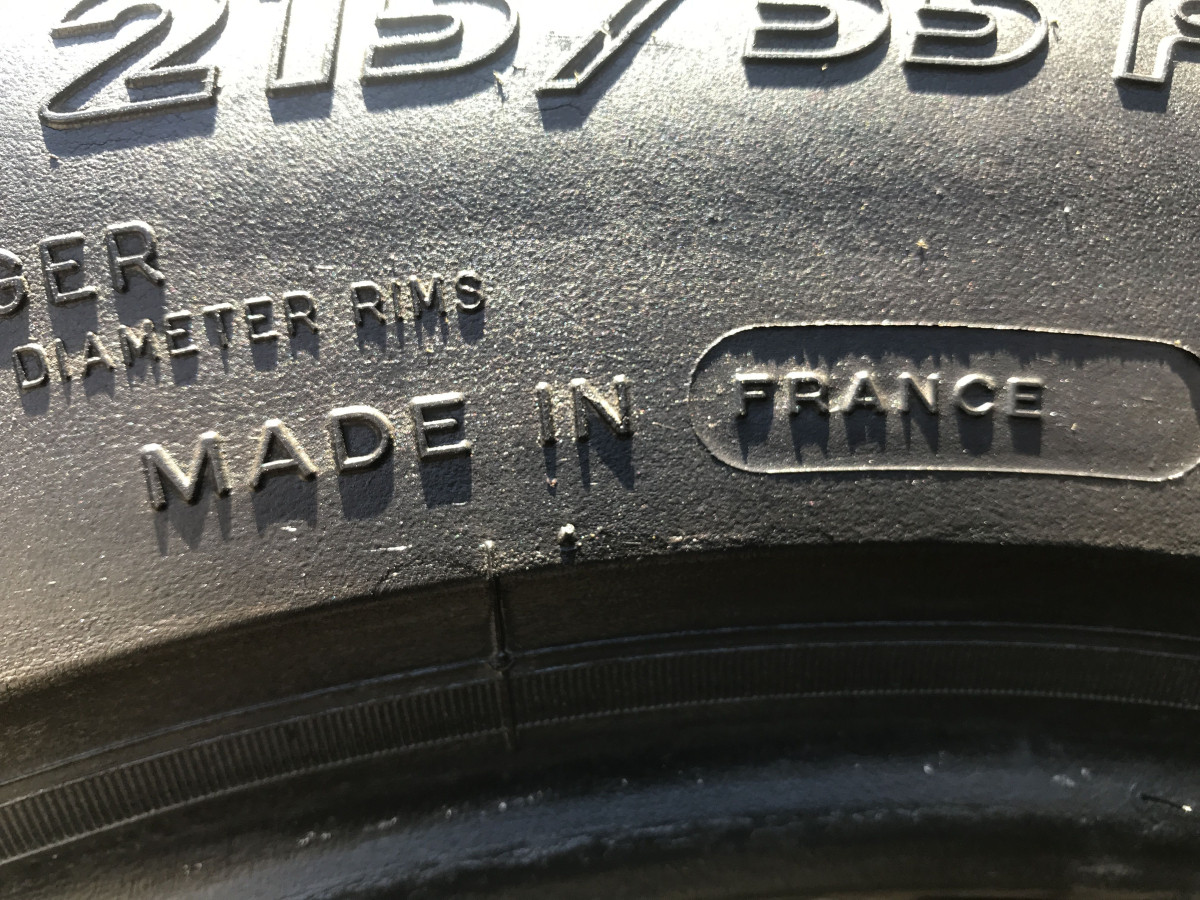 215/55 R
GER
DIAMETER RIMS
MADE IN FRANCE